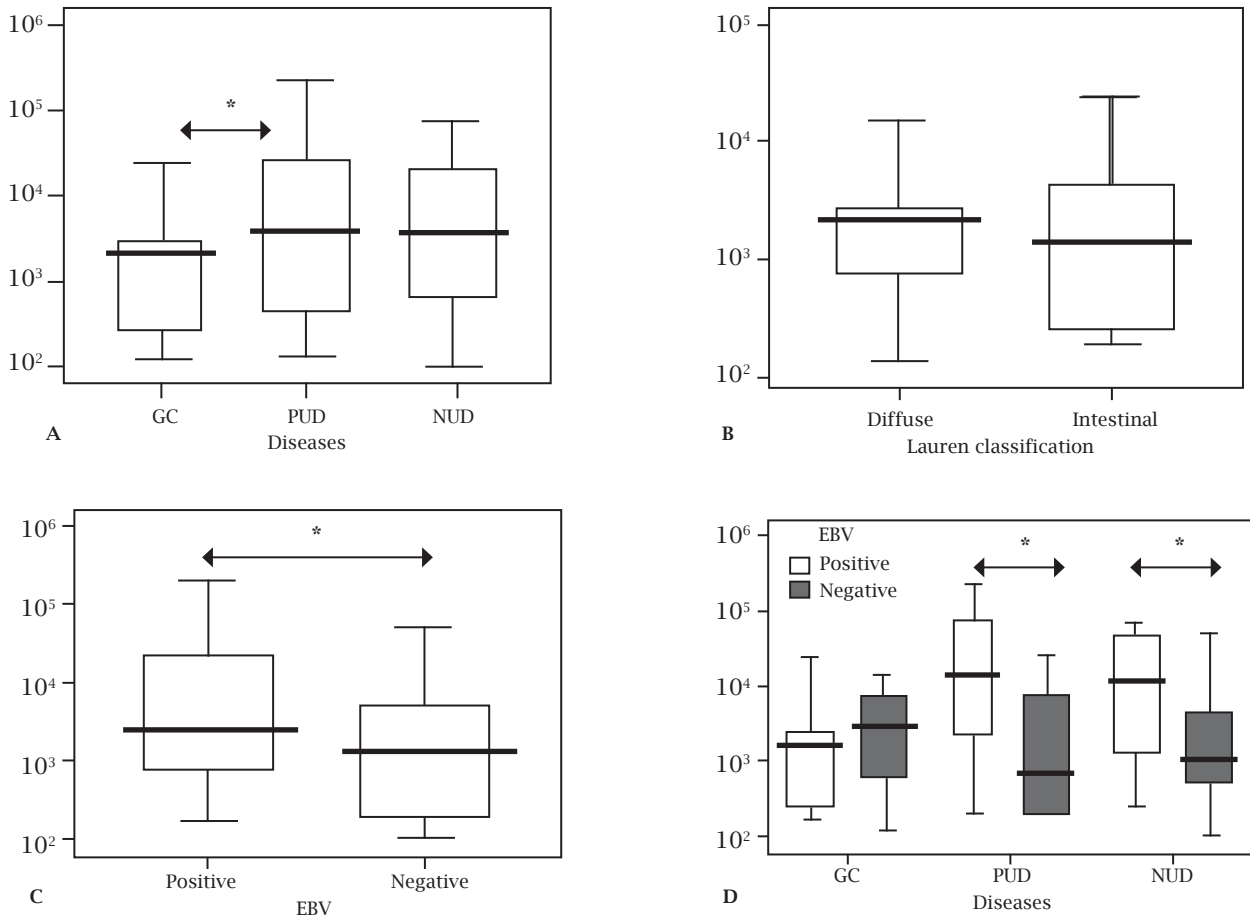 10⁶
10⁵
10⁴
10³
10²
*
GC PUD NUD
Diseases
A
10⁵
10⁴
10³
10²
Diffuse Intestinal
Lauren classification
B
10⁶
10⁵
10⁴
10³
10²
*
Positive Negative
EBV
C
10⁶
10⁵
10⁴
10³
10²
EBV
Positive
Negative
* *
GC PUD NUD
Diseases
D